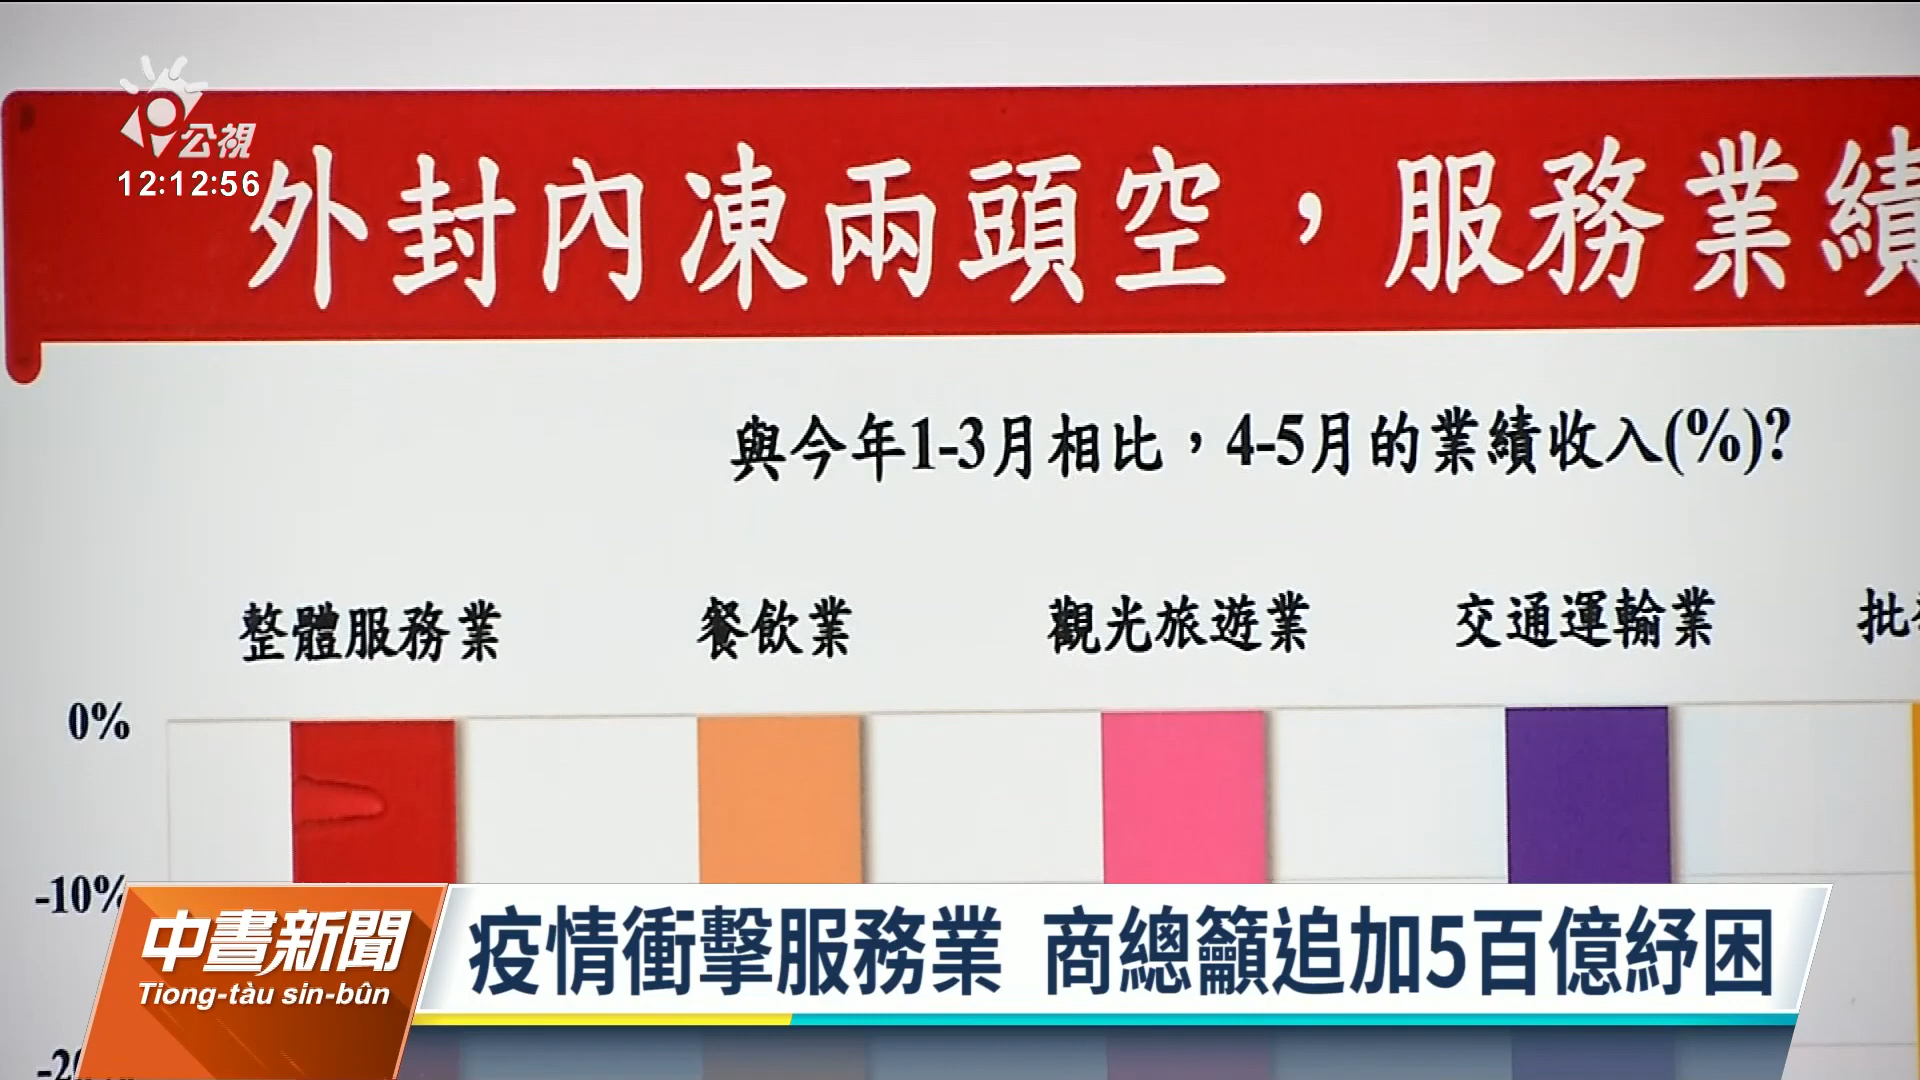 公視
12:12:56
外封內凍兩頭空，服務業績
與今年1-3月相比，4-5月的業績收入(%)?
整體服務業 餐飲業 觀光旅遊業 交通運輸業 批
0%
-10%
中晝新聞
Tiong-tàu sin-bûn
疫情衝擊服務業 商總籲追加5百億紓困